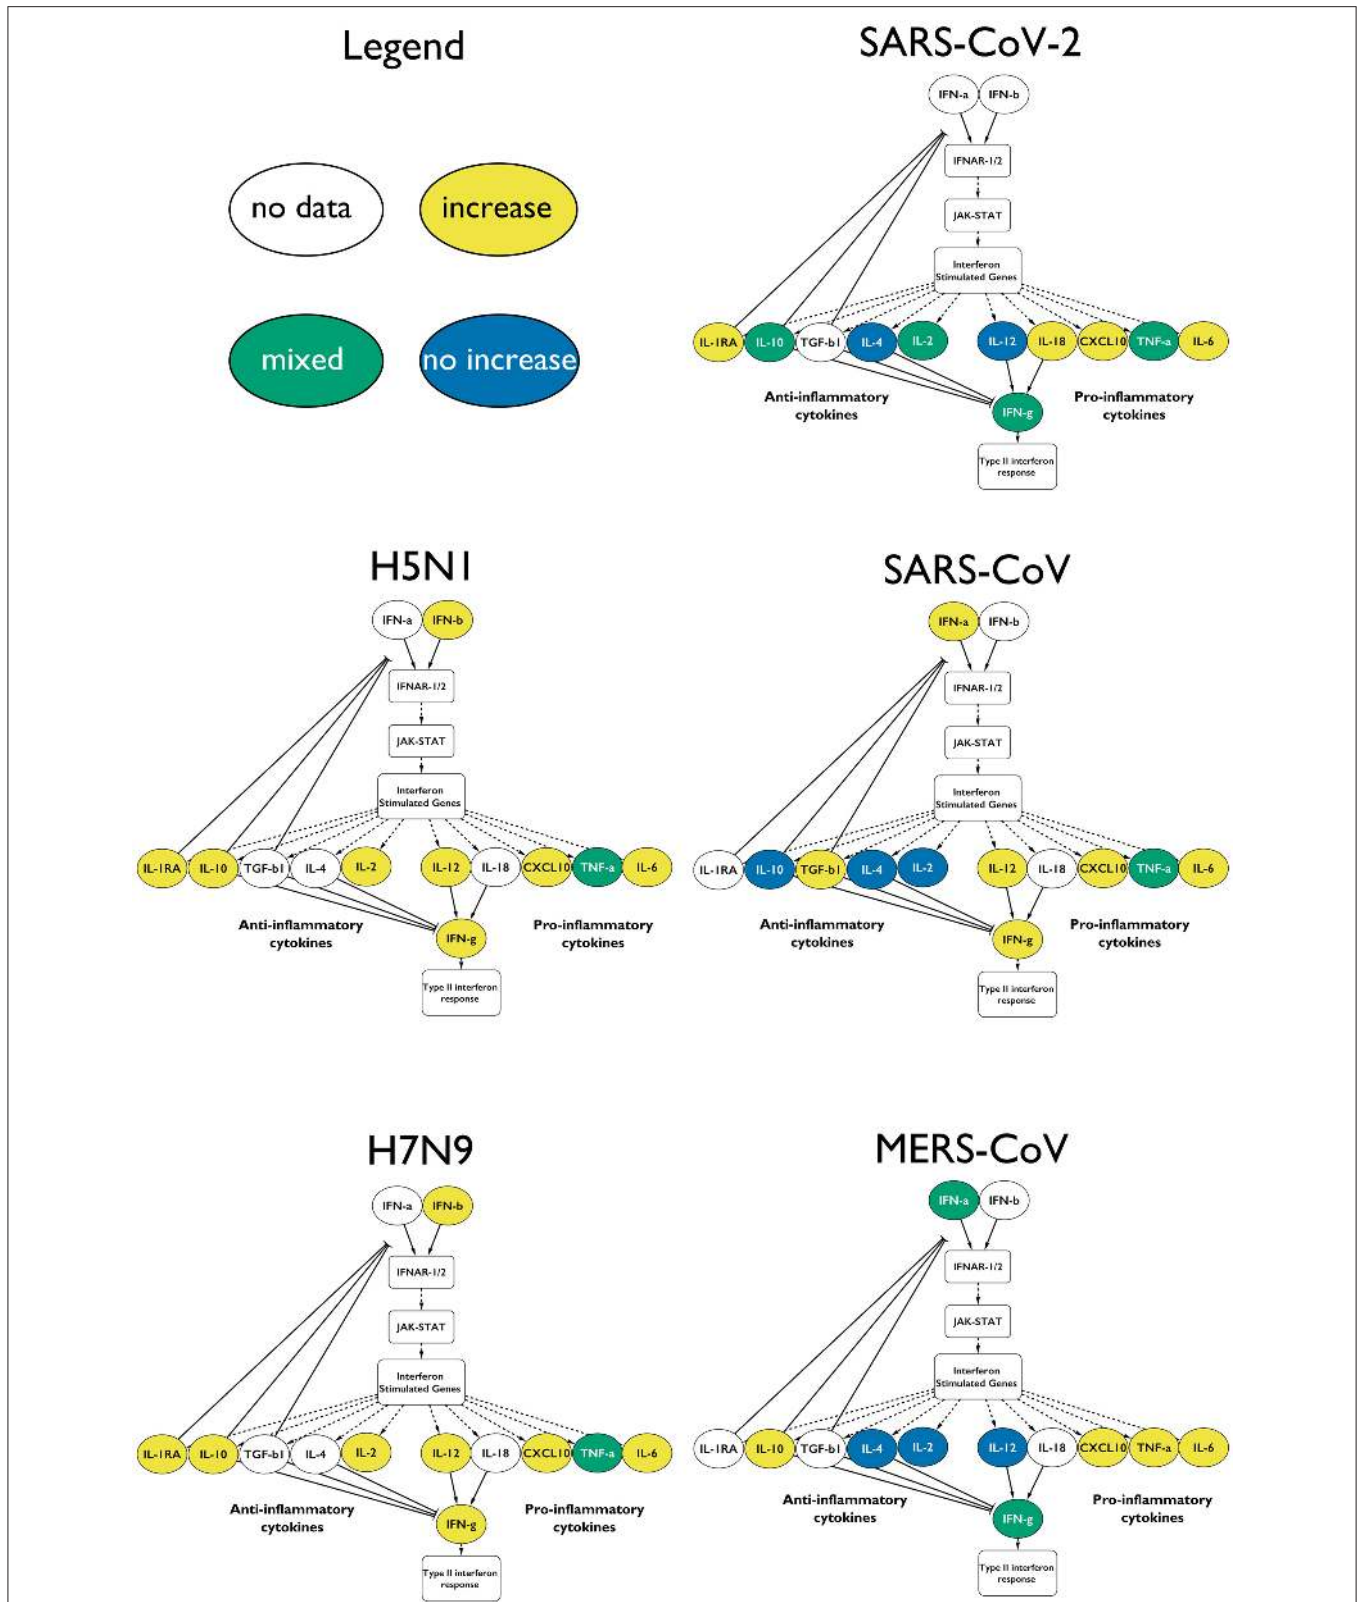 Legend
no data
increase
mixed
no increase
SARS-CoV-2
IFN-a
IFN-b
IFNAR-1/2
JAK-STAT
Interferon
Stimulated Genes
IL-1RA
IL-10
TGF-b1
IL-4
IL-2
IL-12
IL-18
CXCL10
TNF-a
IL-6
Anti-inflammatory
cytokines
Pro-inflammatory
cytokines
IFN-g
Type II interferon
response
H5N1
IFN-a
IFN-b
IFNAR-1/2
JAK-STAT
Interferon
Stimulated Genes
IL-1RA
IL-10
TGF-b1
IL-4
IL-2
IL-12
IL-18
CXCL10
TNF-a
IL-6
Anti-inflammatory
cytokines
Pro-inflammatory
cytokines
IFN-g
Type II interferon
response
SARS-CoV
IFN-a
IFN-b
IFNAR-1/2
JAK-STAT
Interferon
Stimulated Genes
IL-1RA
IL-10
TGF-b1
IL-4
IL-2
IL-12
IL-18
CXCL10
TNF-a
IL-6
Anti-inflammatory
cytokines
Pro-inflammatory
cytokines
IFN-g
Type II interferon
response
H7N9
IFN-a
IFN-b
IFNAR-1/2
JAK-STAT
Interferon
Stimulated Genes
IL-1RA
IL-10
TGF-b1
IL-4
IL-2
IL-12
IL-18
CXCL10
TNF-a
IL-6
Anti-inflammatory
cytokines
Pro-inflammatory
cytokines
IFN-g
Type II interferon
response
MERS-CoV
IFN-a
IFN-b
IFNAR-1/2
JAK-STAT
Interferon
Stimulated Genes
IL-1RA
IL-10
TGF-b1
IL-4
IL-2
IL-12
IL-18
CXCL10
TNF-a
IL-6
Anti-inflammatory
cytokines
Pro-inflammatory
cytokines
IFN-g
Type II interferon
response